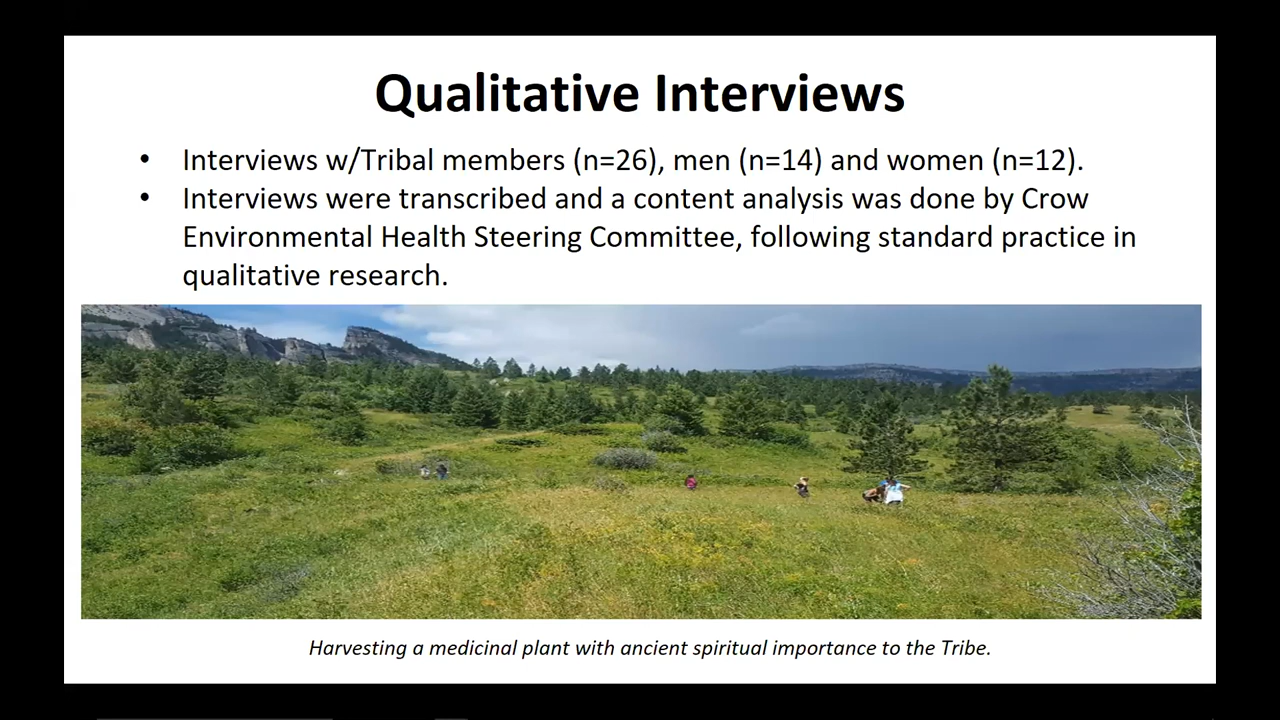 Qualitative Interviews
• Interviews w/Tribal members (n=26), men (n=14) and women (n=12).
• Interviews were transcribed and a content analysis was done by Crow
Environmental Health Steering Committee, following standard practice in
qualitative research.
Harvesting a medicinal plant with ancient spiritual importance to the Tribe.